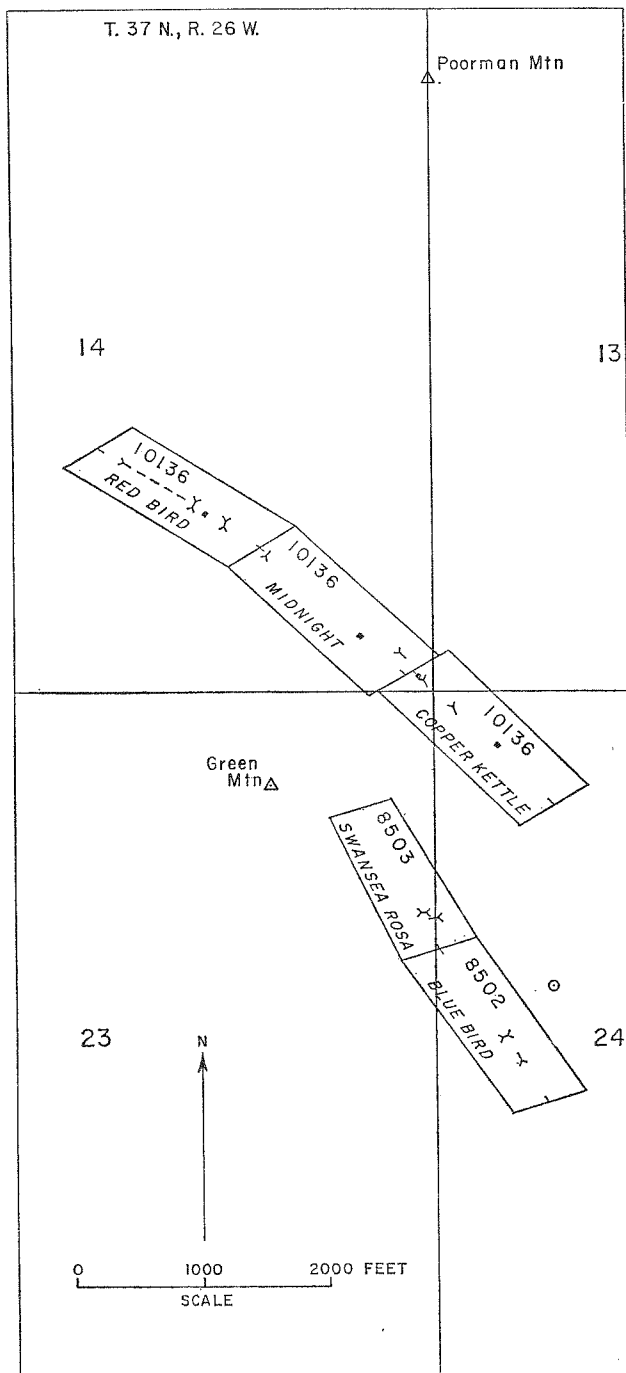 T. 37 N., R. 26 W.
Poorman Mtn
14
13
10136
RED BIRD
10136
MIDNIGHT
10136
COPPER KETTLE
Green
Mtn
8503
SWANSEA ROSA
8502
BLUE BIRD
23
N
24
0 1000 2000 FEET
SCALE